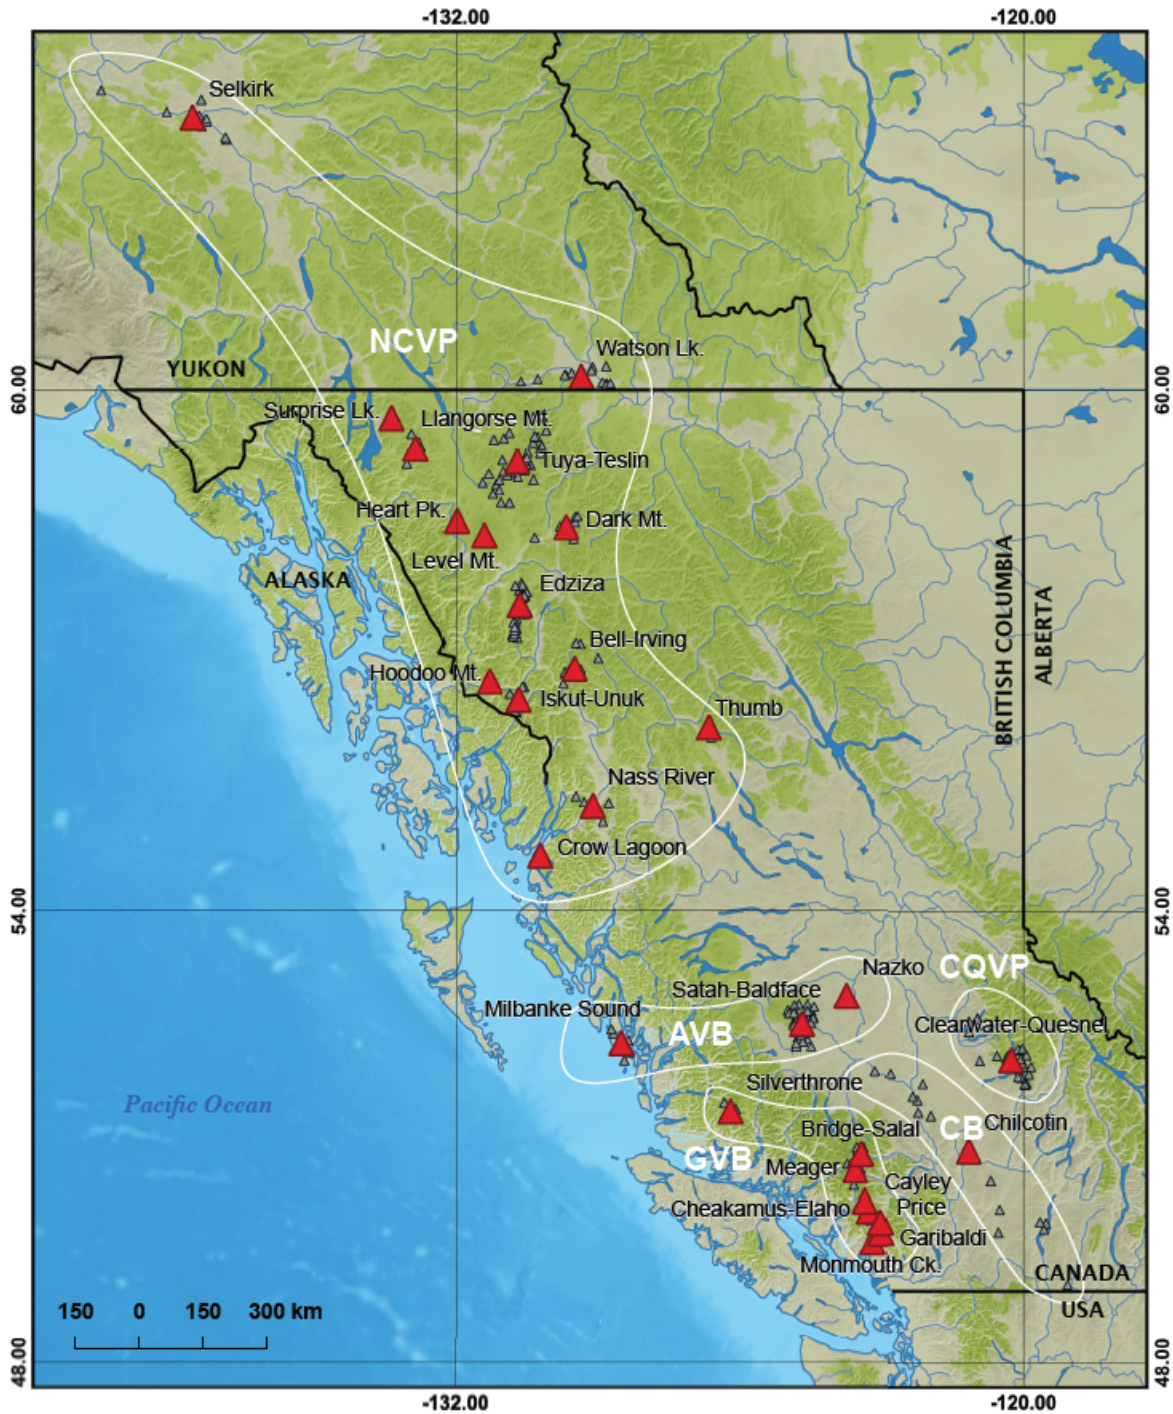 -132.00
-120.00
Selkirk
NCVP
Watson Lk.
YUKON
60.00
60.00
Surprise Lk.
Llangorse Mt.
Tuya-Teslin
Heart Pk.
Dark Mt.
Level Mt.
ALASKA
Edziza
BRITISH COLUMBIA
ALBERTA
Bell-Irving
Hoodoo Mt.
Iskut-Unuk
Thumb
Nass River
Crow Lagoon
54.00
54.00
Nazko
CQVP
Satah-Baldface
Milbanke Sound
AVB
Clearwater-Quesnel
Silverthrone
Pacific Ocean
Bridge-Salal
CB
Chilcotin
GVB
Meager
Cayley
Cheakamus-Elaho
Price
Garibaldi
Monmouth Ck.
CANADA
USA
150 0 150 300 km
48.00
48.00
-132.00
-120.00